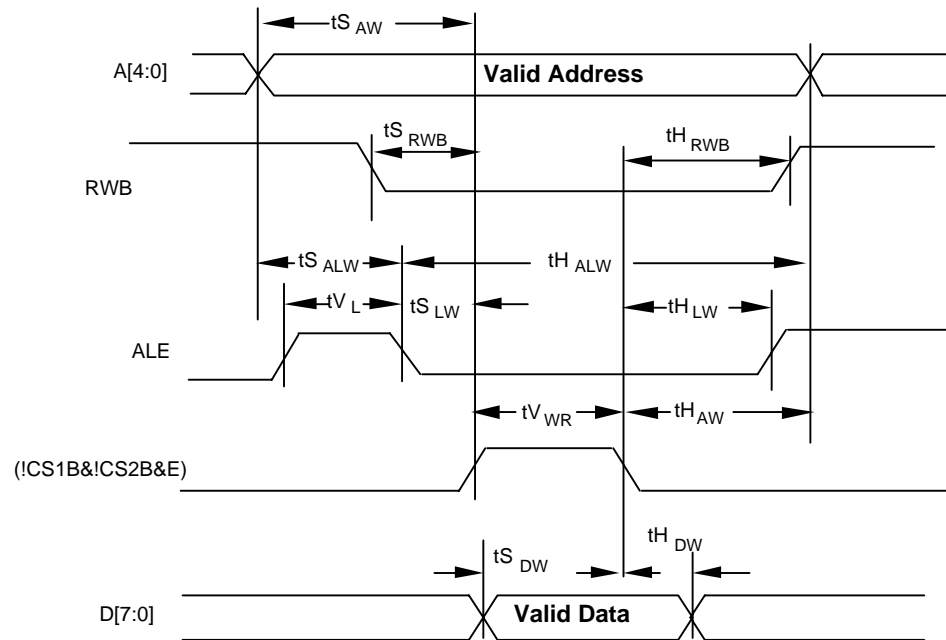 tS AW
A[4:0]
Valid Address
tS RWB
tH RWB
RWB
tS ALW
tH ALW
tV L
tS LW
tH LW
ALE
tV WR
tH AW
(!CS1B&!CS2B&E)
tS DW
tH DW
D[7:0]
Valid Data